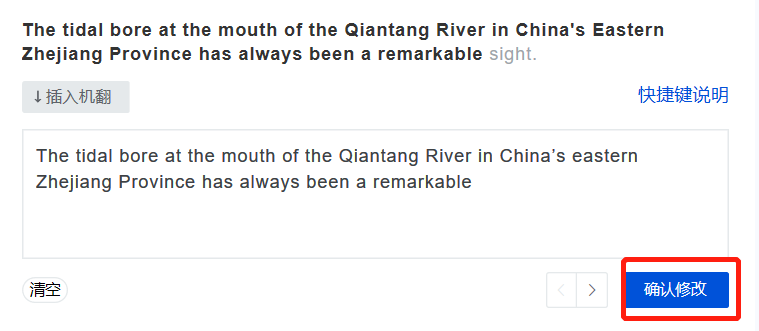 The tidal bore at the mouth of the Qiantang River in China's Eastern
Zhejiang Province has always been a remarkable sight.
↓插入机翻
快捷键说明
The tidal bore at the mouth of the Qiantang River in China’s eastern
Zhejiang Province has always been a remarkable
清空
确认修改